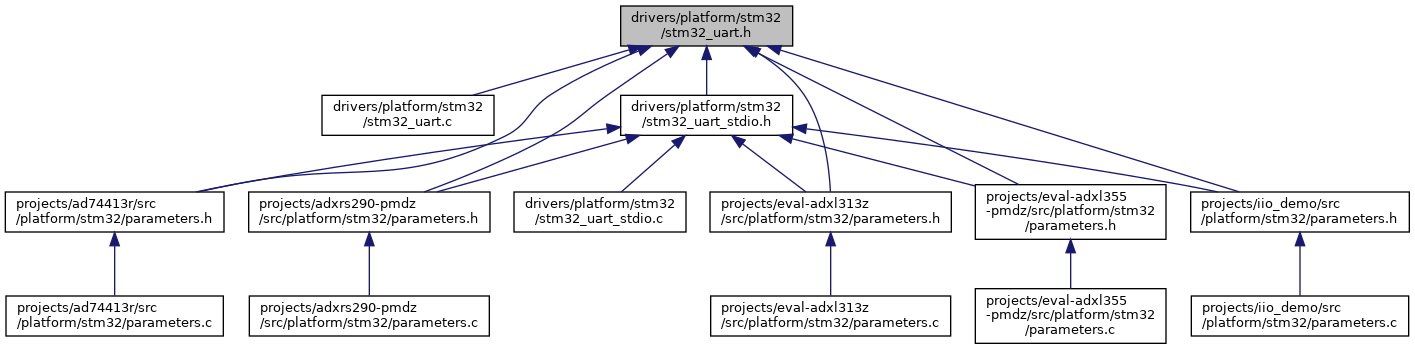 drivers/platform/stm32
/stm32_uart.h
drivers/platform/stm32
/stm32_uart.c
drivers/platform/stm32
/stm32_uart_stdio.h
projects/ad74413r/src
/platform/stm32/parameters.h
projects/adxrs290-pmdz
/src/platform/stm32/parameters.h
drivers/platform/stm32
/stm32_uart_stdio.c
projects/eval-adxl313z
/src/platform/stm32/parameters.h
projects/eval-adxl355
-pmdz/src/platform/stm32
/parameters.h
projects/iio_demo/src
/platform/stm32/parameters.h
projects/ad74413r/src
/platform/stm32/parameters.c
projects/adxrs290-pmdz
/src/platform/stm32/parameters.c
projects/eval-adxl313z
/src/platform/stm32/parameters.c
projects/eval-adxl355
-pmdz/src/platform/stm32
/parameters.c
projects/iio_demo/src
/platform/stm32/parameters.c